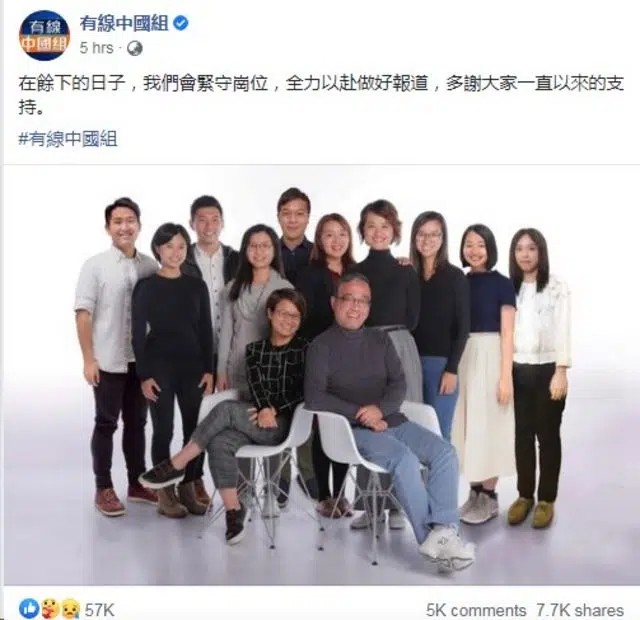 有線
中國組
有線中國組
5 hrs ·
在餘下的日子，我們會緊守崗位，全力以赴做好報道，多謝大家一直以來的支
持。
#有線中國組
57K
5K comments 7.7K shares